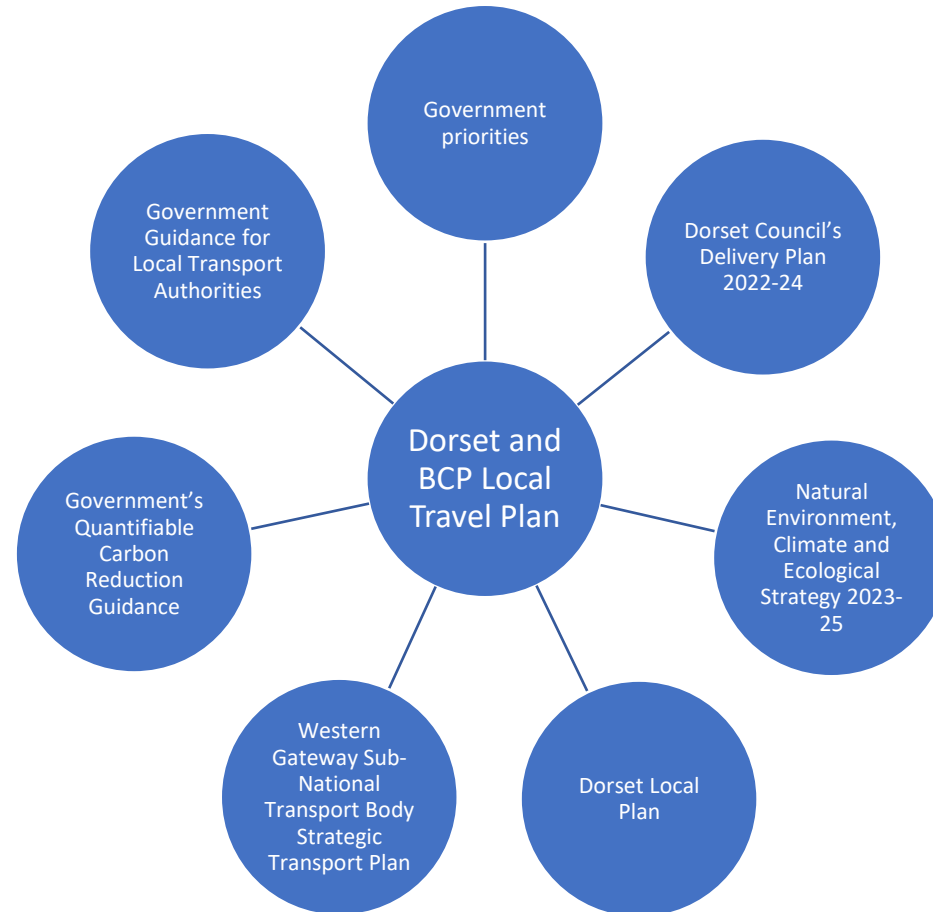 Government
priorities
Government
Guidance for
Local Transport
Authorities
Dorset Council’s
Delivery Plan
2022-24
Dorset and
BCP Local
Travel Plan
Government’s
Quantifiable
Carbon
Reduction
Guidance
Natural
Environment,
Climate and
Ecological
Strategy 2023-
25
Western
Gateway Sub-
National
Transport Body
Strategic
Transport Plan
Dorset Local
Plan